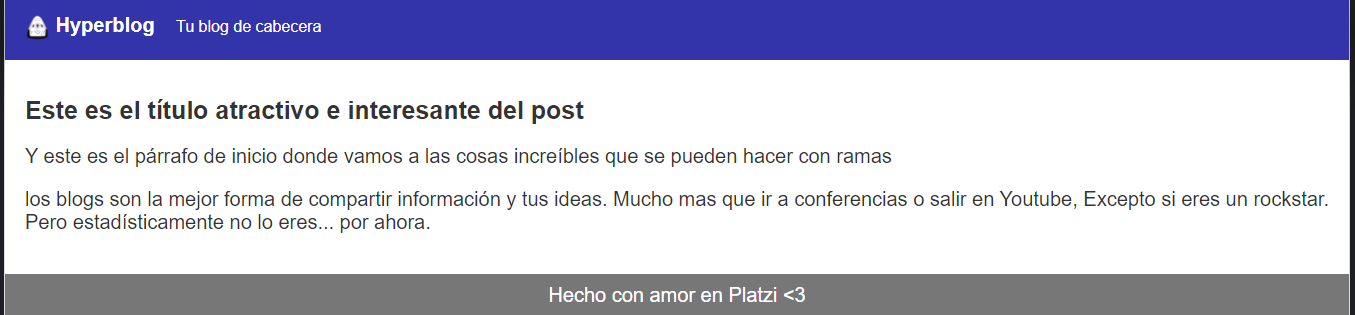 Hyperblog Tu blog de cabecera
Este es el título atractivo e interesante del post
Y este es el párrafo de inicio donde vamos a las cosas increíbles que se pueden hacer con ramas
los blogs son la mejor forma de compartir información y tus ideas. Mucho mas que ir a conferencias o salir en Youtube, Excepto si eres un rockstar.
Pero estadísticamente no lo eres... por ahora.
Hecho con amor en Platzi <3